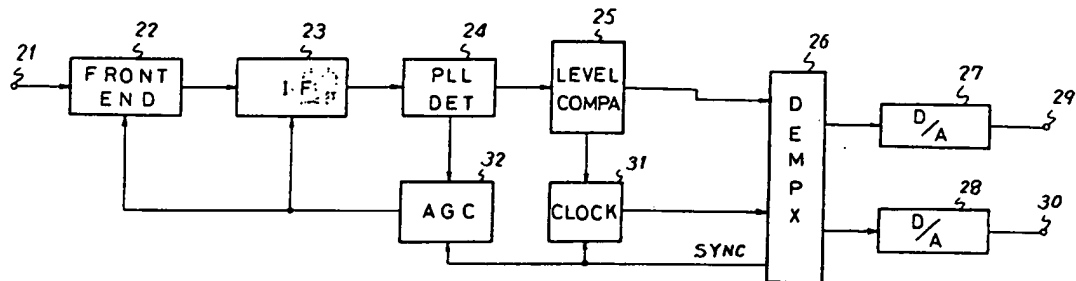 21
22
FRONT
END
23
I·F
24
PLL
DET
25
LEVEL
COMPA
26
DEMPX
27
D/A
29
28
D/A
30
32
AGC
31
CLOCK
SYNC